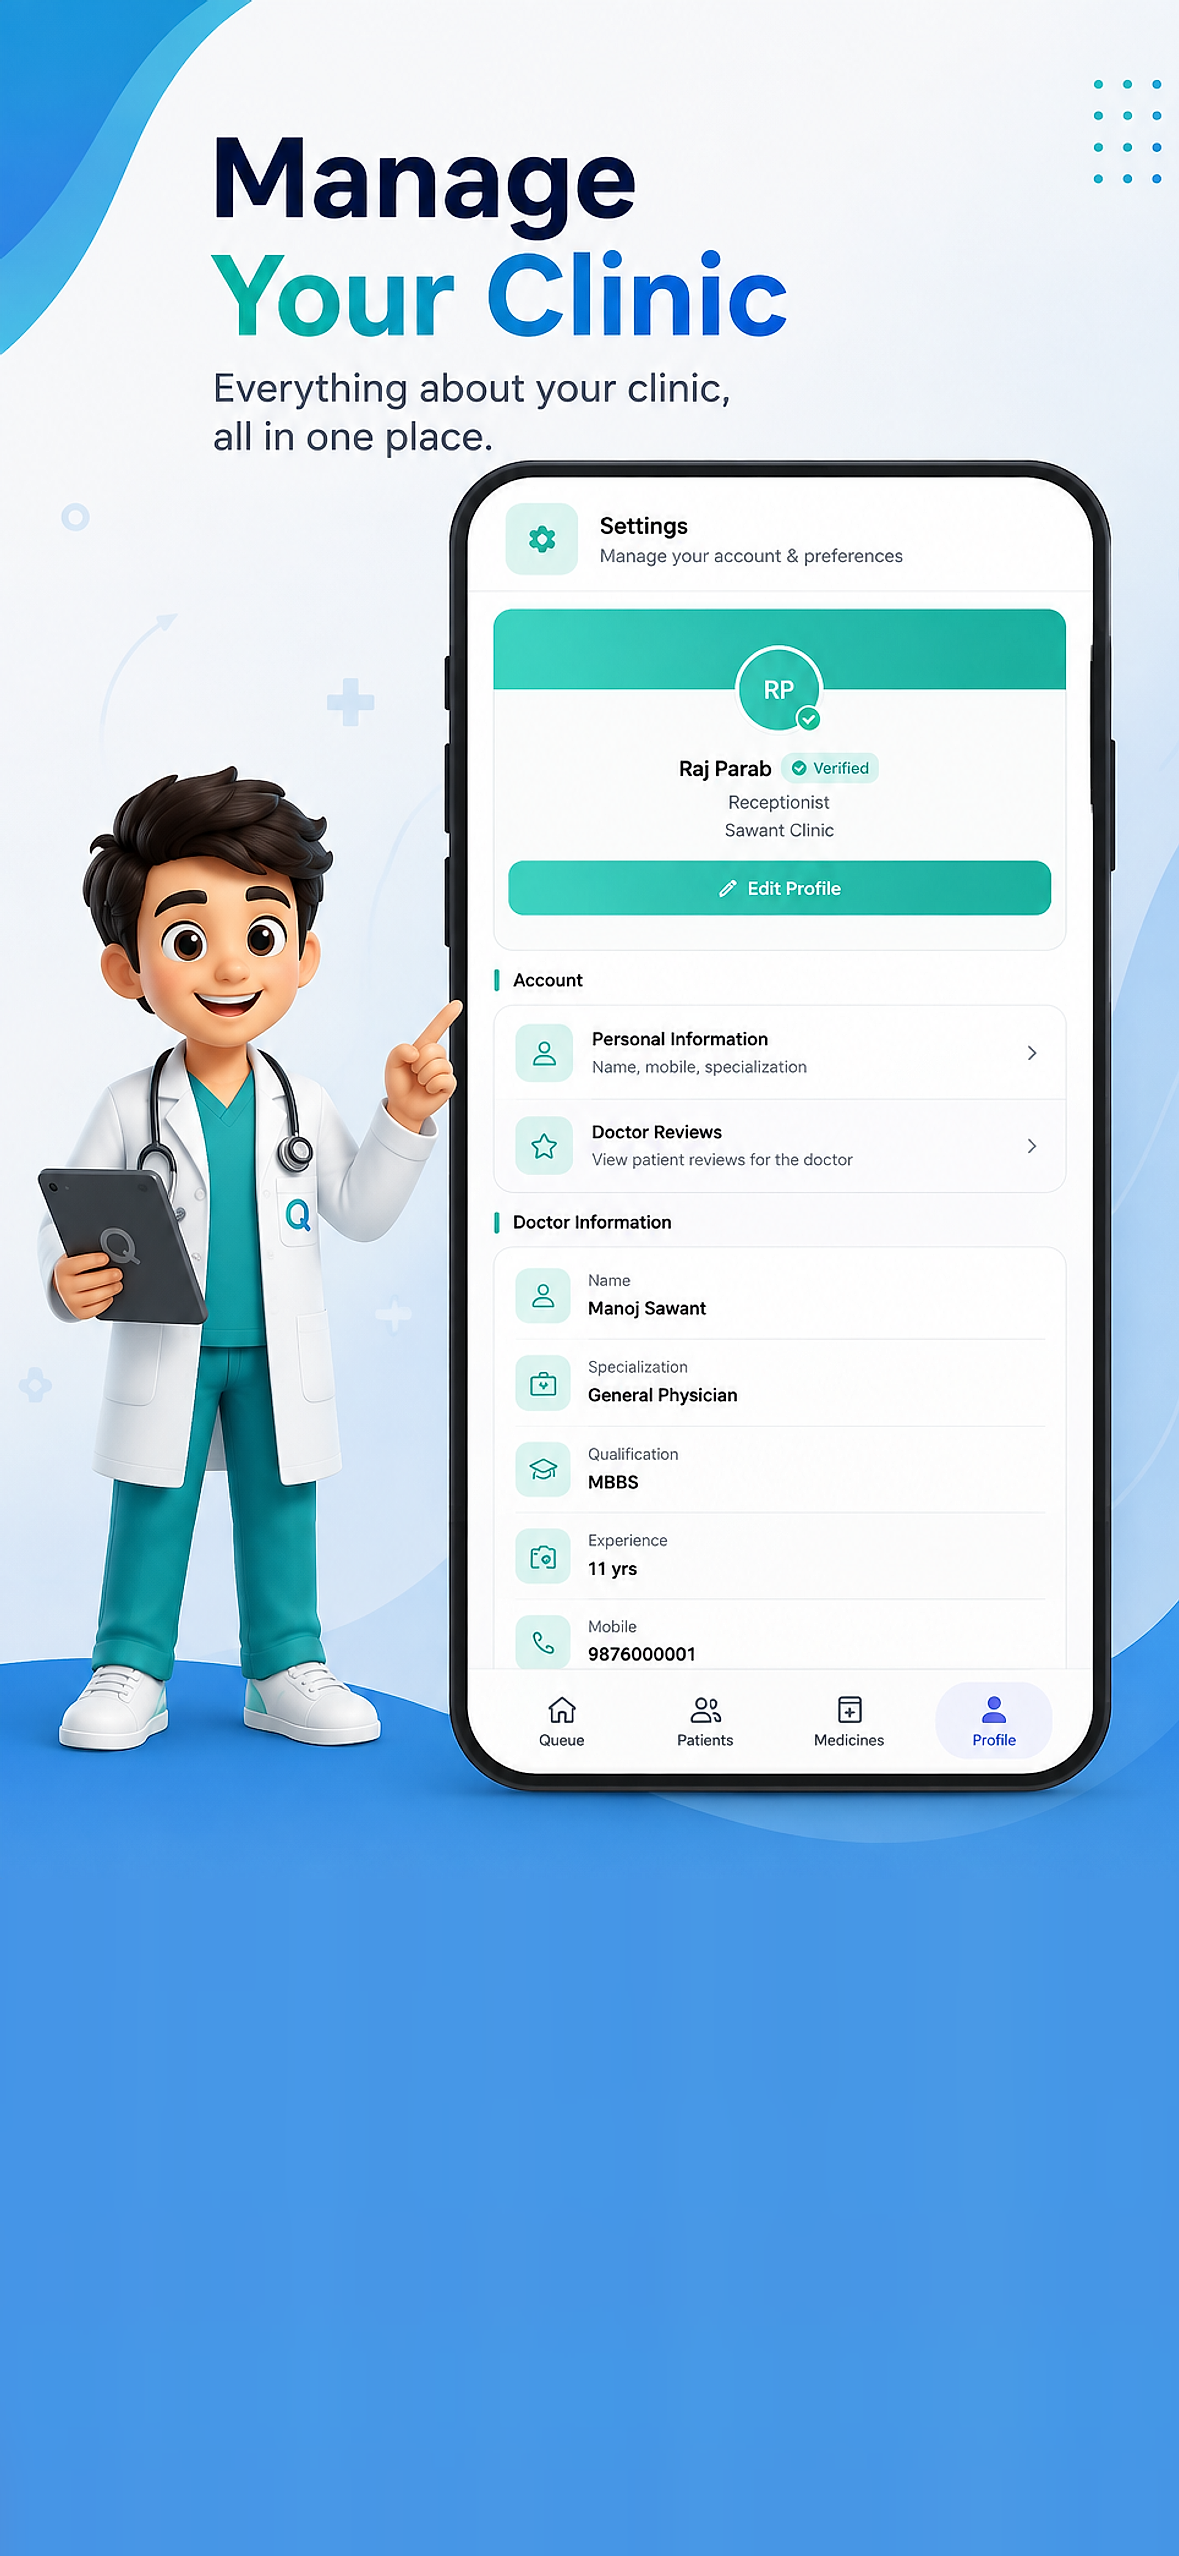 Manage
Your Clinic
Everything about your clinic,
all in one place.
Settings
Manage your account & preferences
RP
Raj Parab
Verified
Receptionist
Sawant Clinic
Edit Profile
Account
Personal Information
Name, mobile, specialization
Doctor Reviews
View patient reviews for the doctor
Doctor Information
Name
Manoj Sawant
Specialization
General Physician
Qualification
MBBS
Experience
11 yrs
Mobile
9876000001
Queue
Patients
Medicines
Profile
Q
Q